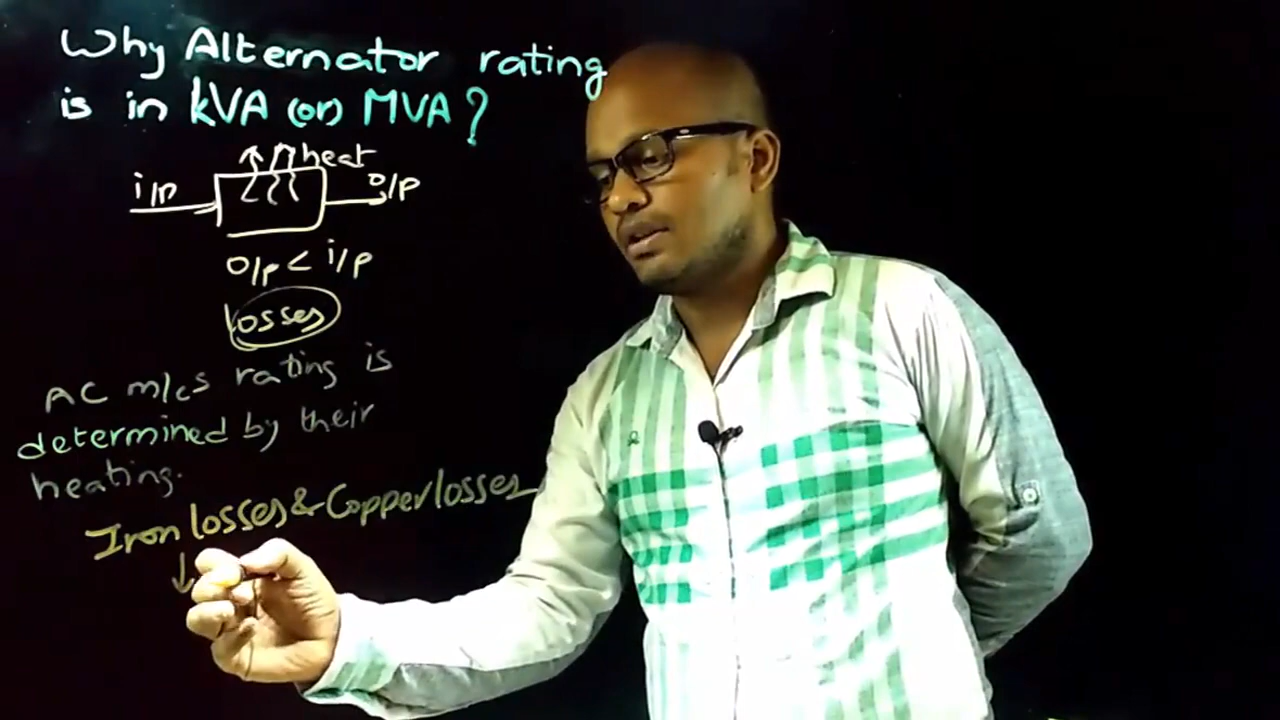 Why Alternator rating
is in kVA (or) MVA?
heat
i/p o/p
o/p < i/p
losses
AC m/cs rating is
determined by their
heating.
Iron losses & Copper losses